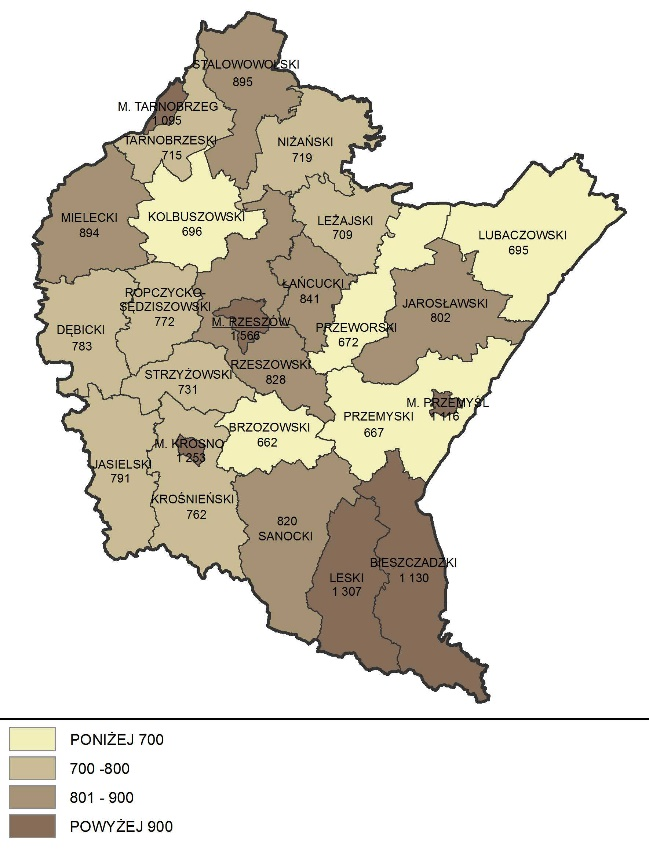 STALOWOWOLSKI
895
M. TARNOBRZEG
1 095
TARNOBRZESKI
715
NIŻAŃSKI
719
MIELECKI
894
KOLBUSZOWSKI
696
LEŻAJSKI
709
LUBACZOWSKI
695
ROPCZYCKO-
SĘDZISZOWSKI
772
ŁAŃCUCKI
841
JAROSŁAWSKI
802
DĘBICKI
783
M. RZESZÓW
1 566
PRZEWORSKI
672
STRZYŻOWSKI
731
RZESZOWSKI
828
M. PRZEMYŚL
1 116
PRZEMYSKI
667
BRZOZOWSKI
662
M. KROSNO
1 253
JASIELSKI
791
KROŚNIEŃSKI
762
820
SANOCKI
LESKI
1 307
BIESZCZADZKI
1 130
PONIŻEJ 700
700 -800
801 - 900
POWYŻEJ 900